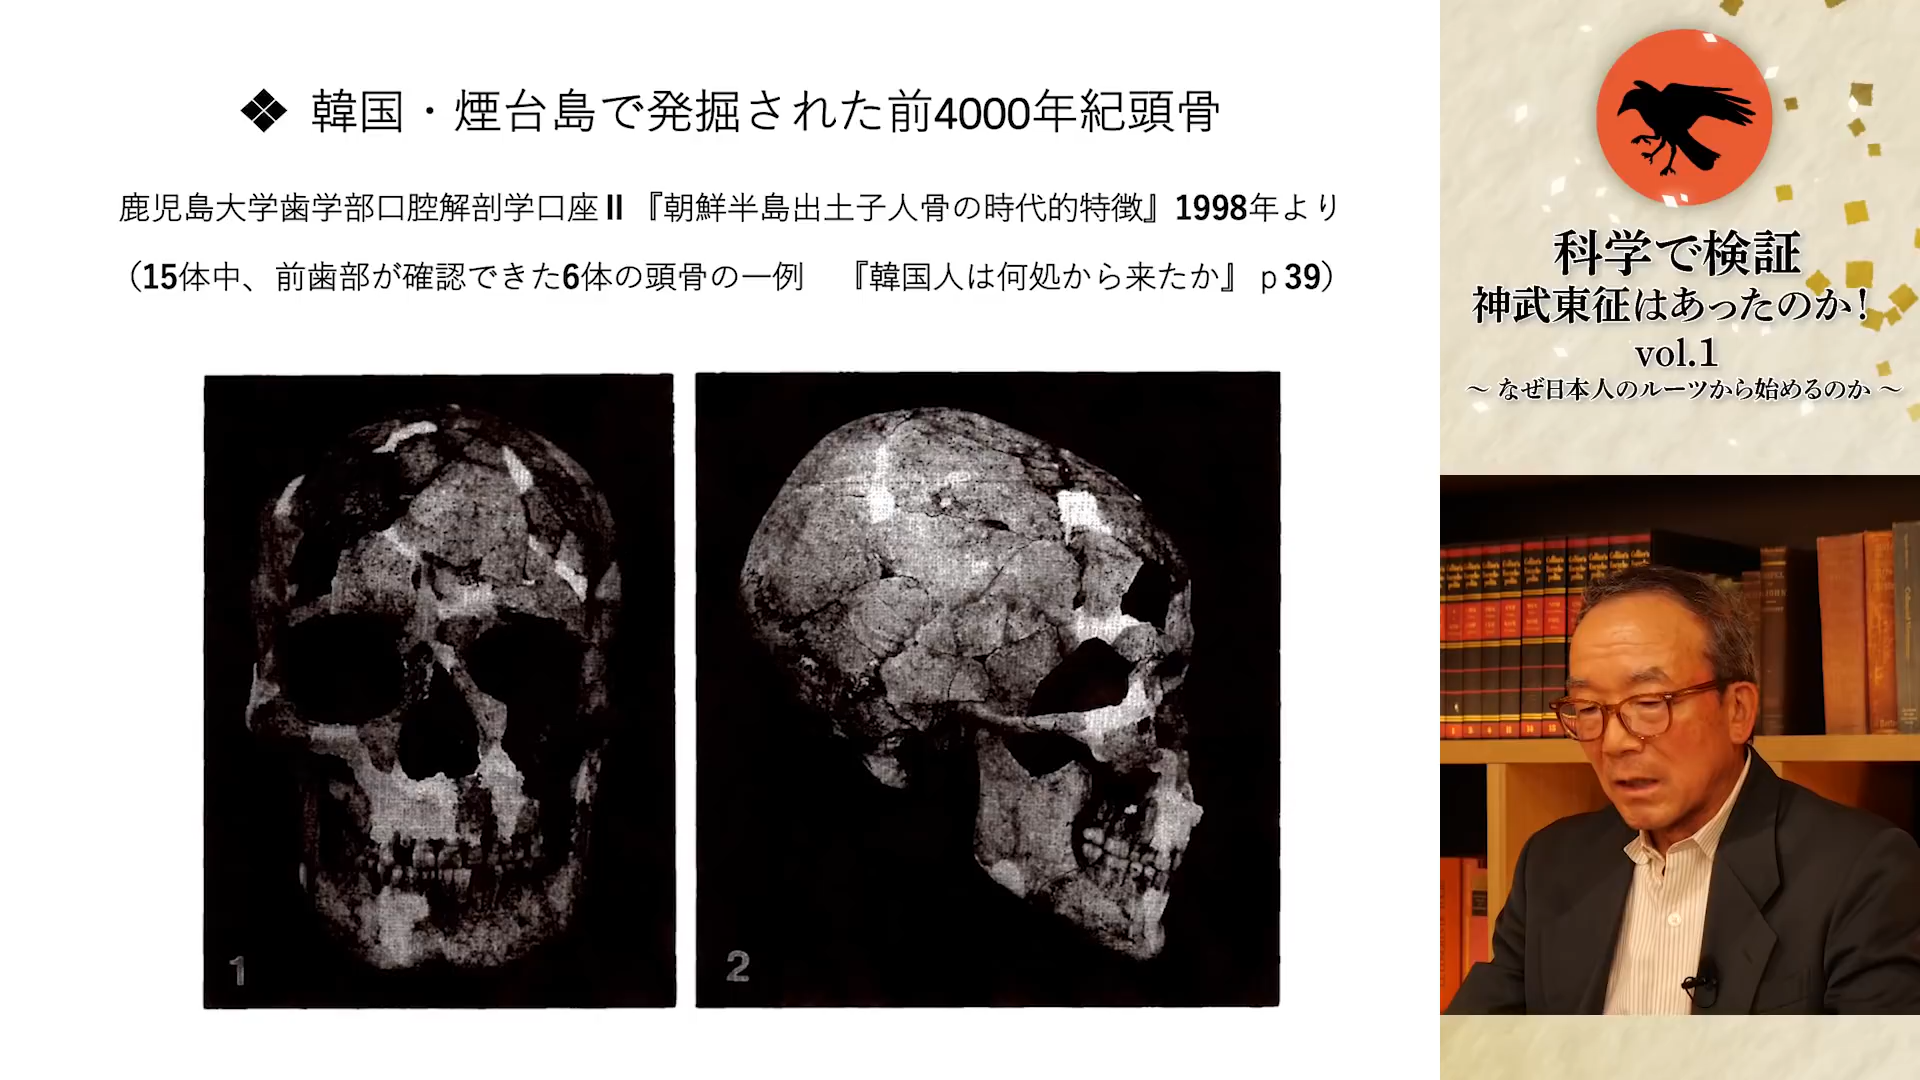 ❖ 韓国・煙台島で発掘された前4000年紀頭骨
鹿児島大学歯学部口腔解剖学口座Ⅱ『朝鮮半島出土子人骨の時代的特徴』1998年より
（15体中、前歯部が確認できた6体の頭骨の一例　『韓国人は何処から来たか』ｐ39）
1
2
科学で検証
神武東征はあったのか!
vol.1
～ なぜ日本人のルーツから始めるのか ～